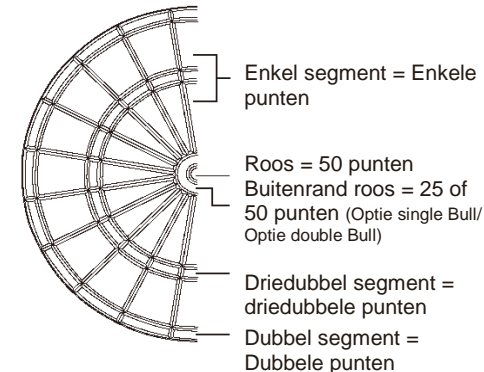 Enkel segment = Enkele
punten
Roos = 50 punten
Buitenrand roos = 25 of
50 punten (Optie single Bull/
Optie double Bull)
Driedubbel segment =
driedubbele punten
Dubbel segment =
Dubbele punten